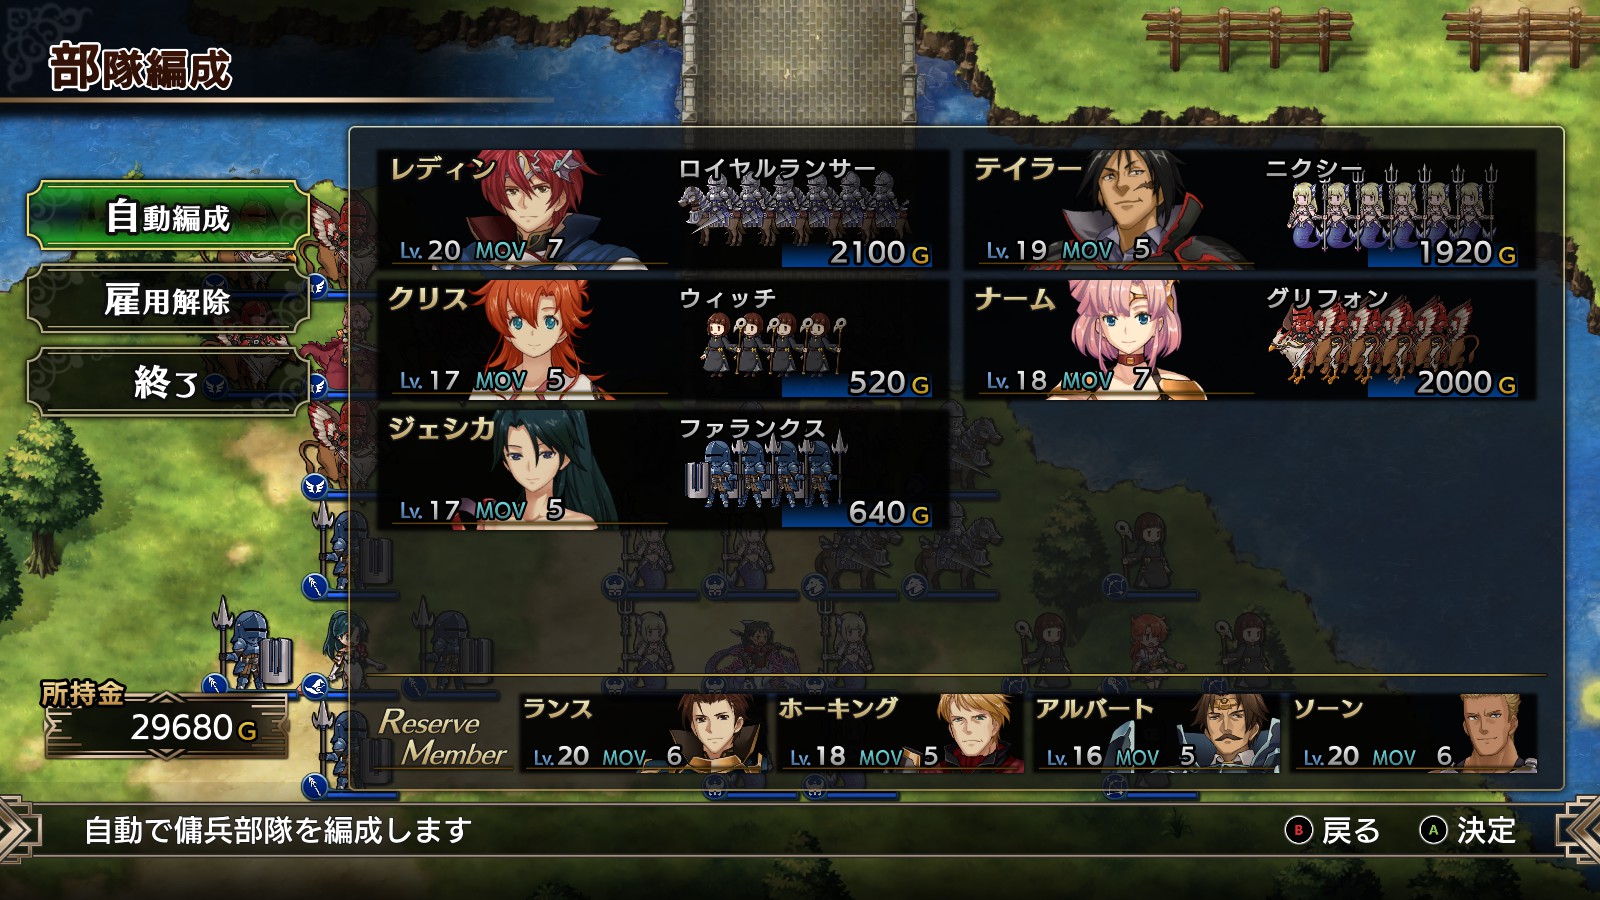 部隊編成
自動編成
雇用解除
終了
レディン
Lv. 20 MOV 7
ロイヤルランサー
2100 G
テイラー
Lv. 19 MOV 5
ニクシー
1920 G
クリス
Lv. 17 MOV 5
ウィッチ
520 G
ナーム
Lv. 18 MOV 7
グリフォン
2000 G
ジェシカ
Lv. 17 MOV 5
ファランクス
640 G
所持金
29680 G
Reserve
Member
ランス
Lv. 20 MOV 6
ホーキング
Lv. 18 MOV 5
アルバート
Lv. 16 MOV 5
ソーン
Lv. 20 MOV 6
自動で傭兵部隊を編成します
B 戻る A 決定